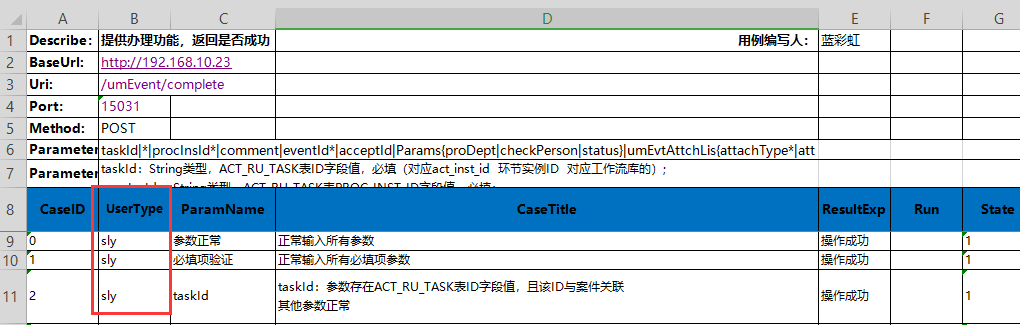 A B C D E F G
1 Describe: 提供办理功能，返回是否成功 用例编写人： 蓝彩虹
2 BaseUrl: http://192.168.10.23
3 Uri: /umEvent/complete
4 Port: 15031
5 Method: POST
6 Parameter taskId|*|procInsId*|comment|eventId*|acceptId|Params{proDept|checkPerson|status}|umEvtAttchLis{attachType*|att
7 Parameter taskId：String类型，ACT_RU_TASK表ID字段值，必填（对应act_inst_id 环节实例ID 对应工作流库的）；
8 CaseID UserType ParamName CaseTitle ResultExp Run State
9 0 sly 参数正常 正常输入所有参数 操作成功 1
10 1 sly 必填项验证 正常输入所有必填项参数 操作成功 1
11 2 sly taskId taskId：参数存在ACT_RU_TASK表ID字段值，且该ID与案件关联 操作成功 1
其他参数正常